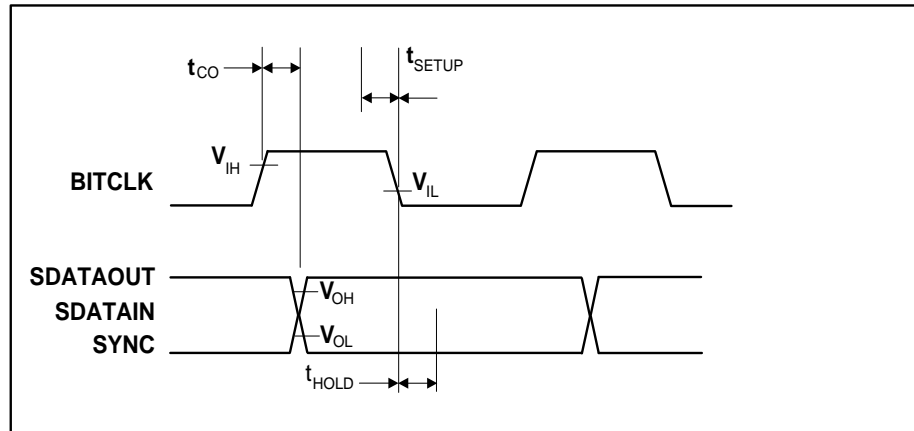 tCO
tSETUP
VIH
BITCLK
VIL
SDATAOUT
VOH
SDATAIN
VOL
SYNC
tHOLD